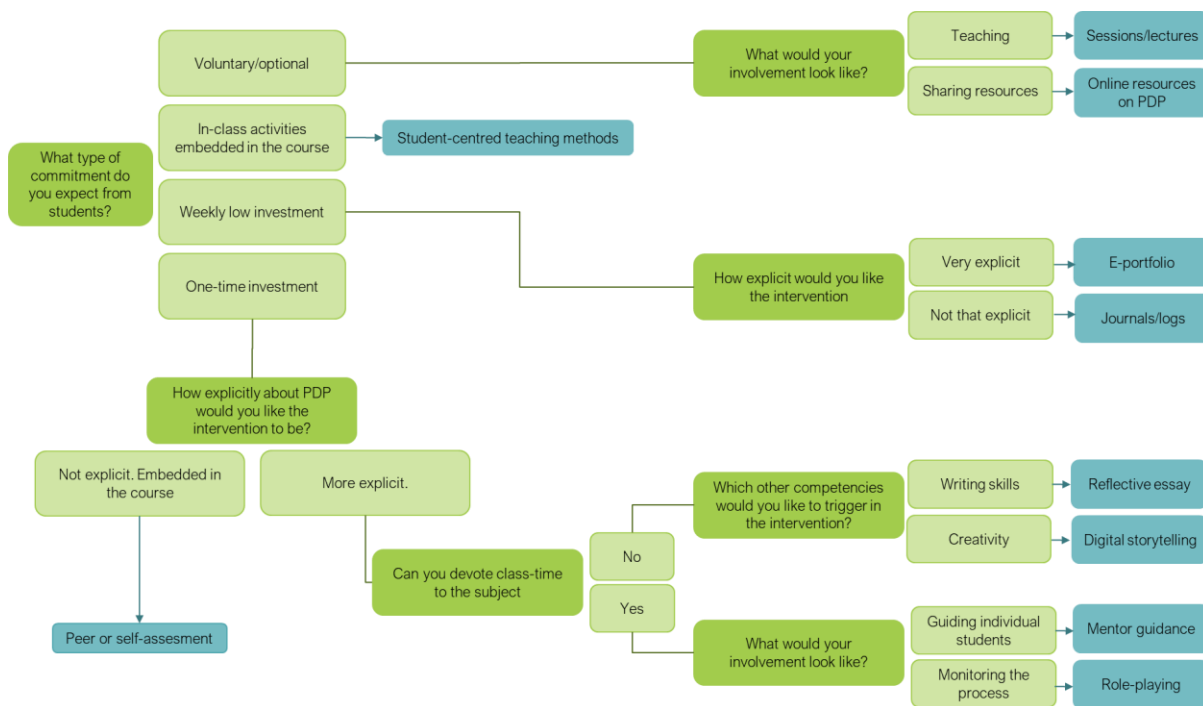 What type of
commitment do
you expect from
students?
Voluntary/optional
What would your
involvement look like?
Teaching
Sessions/lectures
Sharing resources
Online resources
on PDP
In-class activities
embedded in the course
Student-centred teaching methods
Weekly low investment
How explicit would you like
the intervention
Very explicit
E-portfolio
Not that explicit
Journals/logs
One-time investment
How explicitly about PDP
would you like the
intervention to be?
Not explicit. Embedded in
the course
Peer or self-assesment
More explicit.
Can you devote class-time
to the subject
No
Which other competencies
would you like to trigger in
the intervention?
Writing skills
Reflective essay
Creativity
Digital storytelling
Yes
What would your
involvement look like?
Guiding individual
students
Mentor guidance
Monitoring the
process
Role-playing